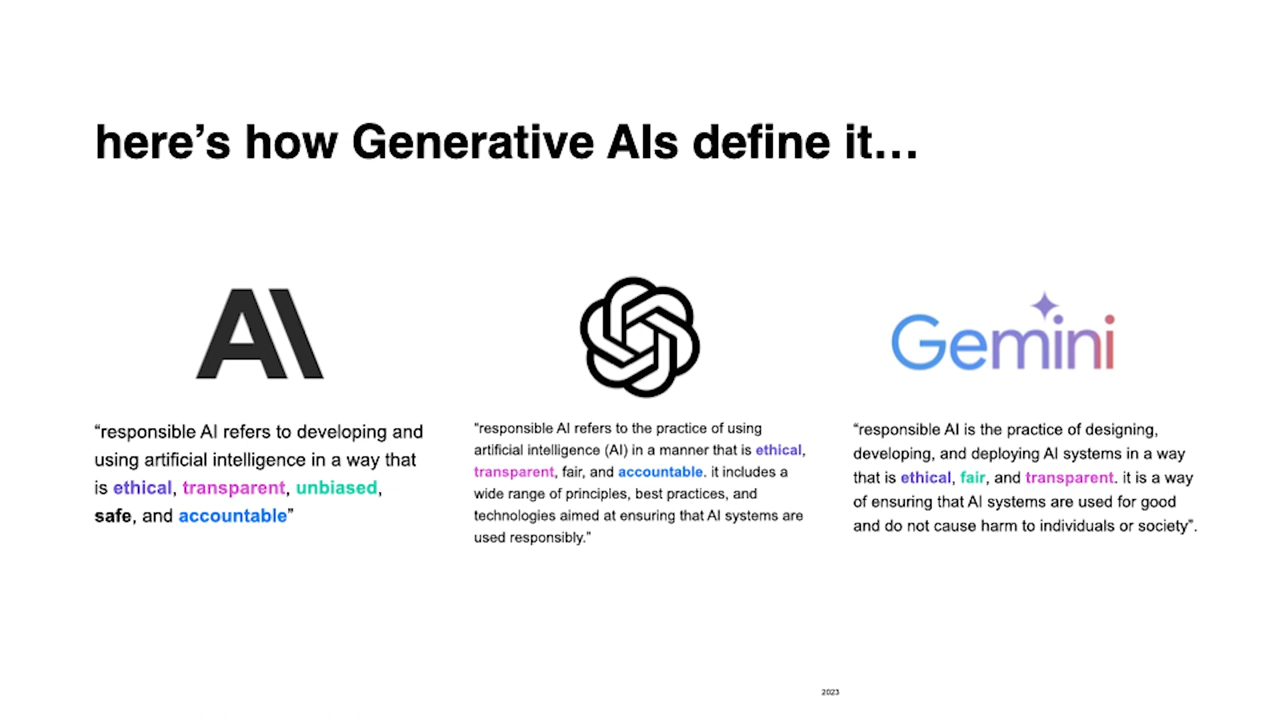 here’s how Generative AIs define it…
AI
Gemini
“responsible AI refers to developing and
using artificial intelligence in a way that
is ethical, transparent, unbiased,
safe, and accountable”
“responsible AI refers to the practice of using
artificial intelligence (AI) in a manner that is ethical,
transparent, fair, and accountable. it includes a
wide range of principles, best practices, and
technologies aimed at ensuring that AI systems are
used responsibly.”
“responsible AI is the practice of designing,
developing, and deploying AI systems in a way
that is ethical, fair, and transparent. it is a way
of ensuring that AI systems are used for good
and do not cause harm to individuals or society”.
2023